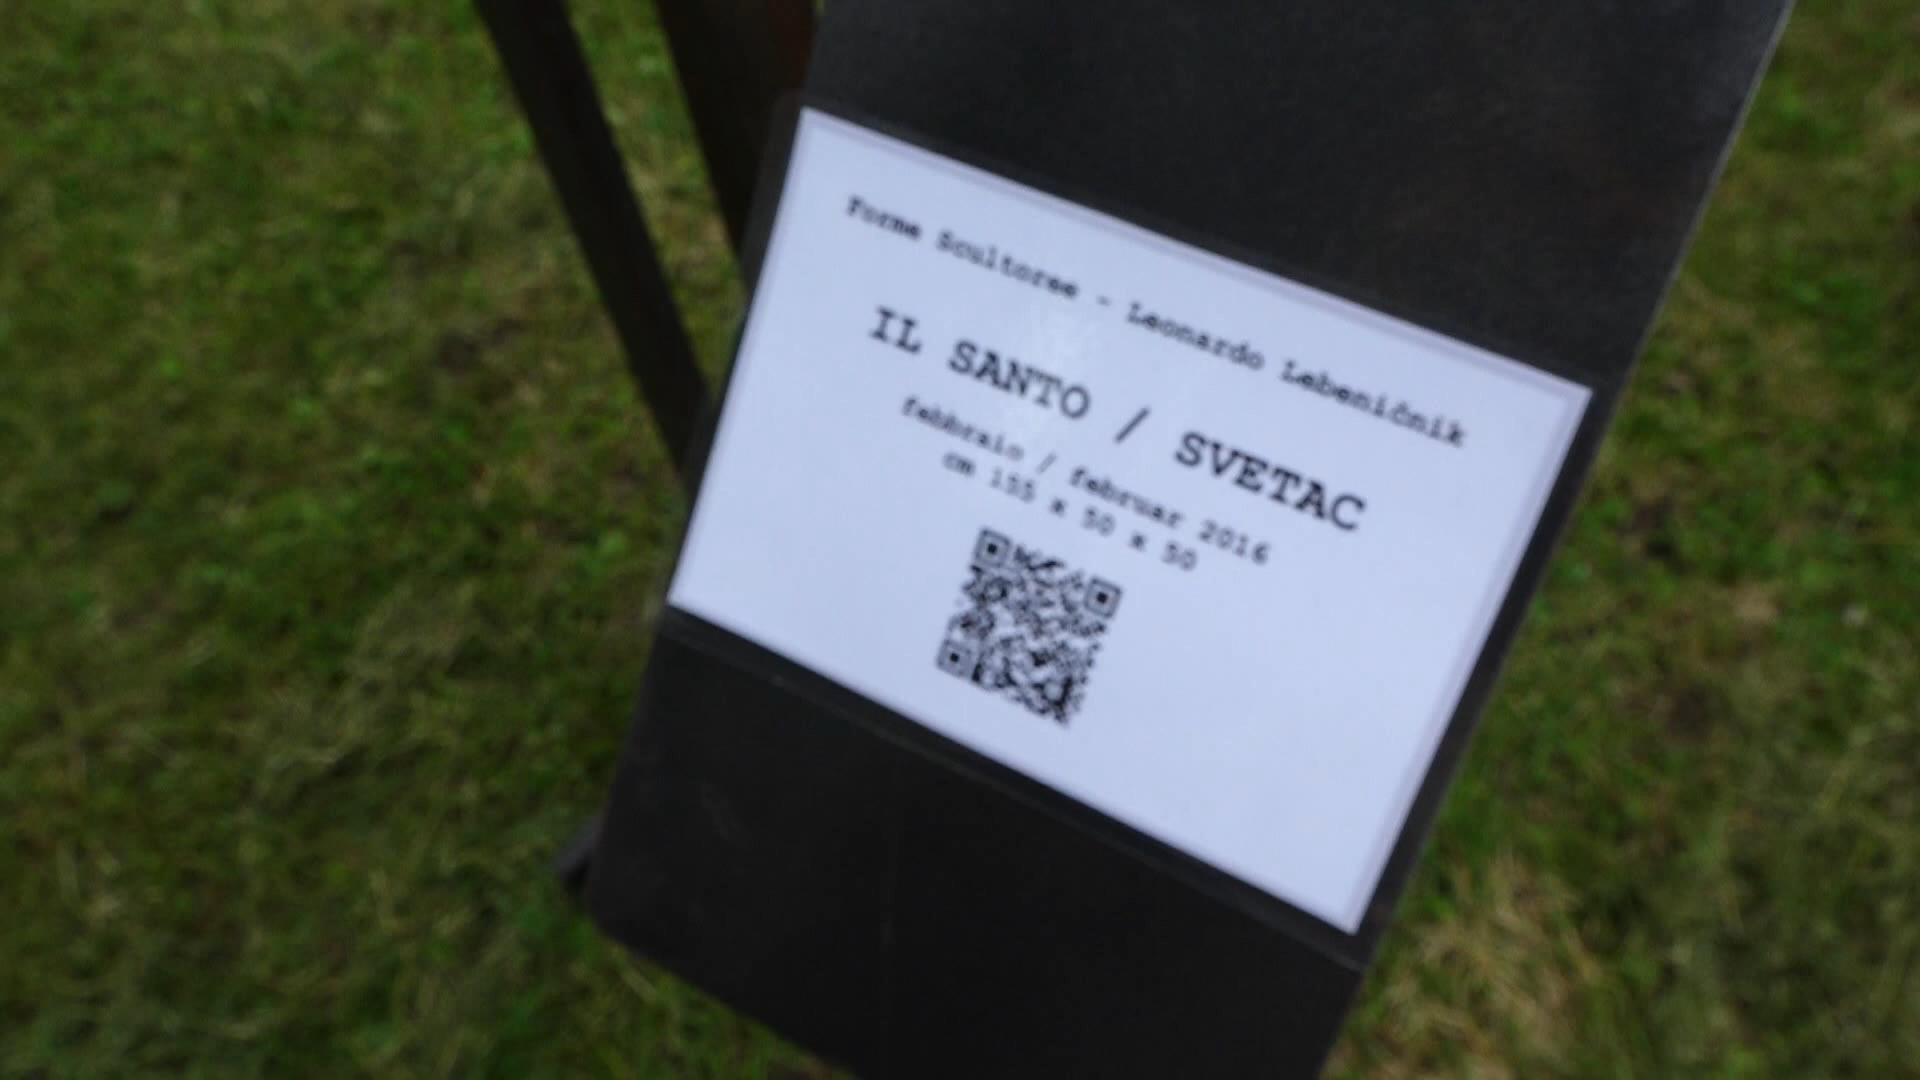 Forme Scultoree - Leonardo Lebeničnik
IL SANTO / SVETAC
febbraio / februar 2016
cm 155 x 50 x 50